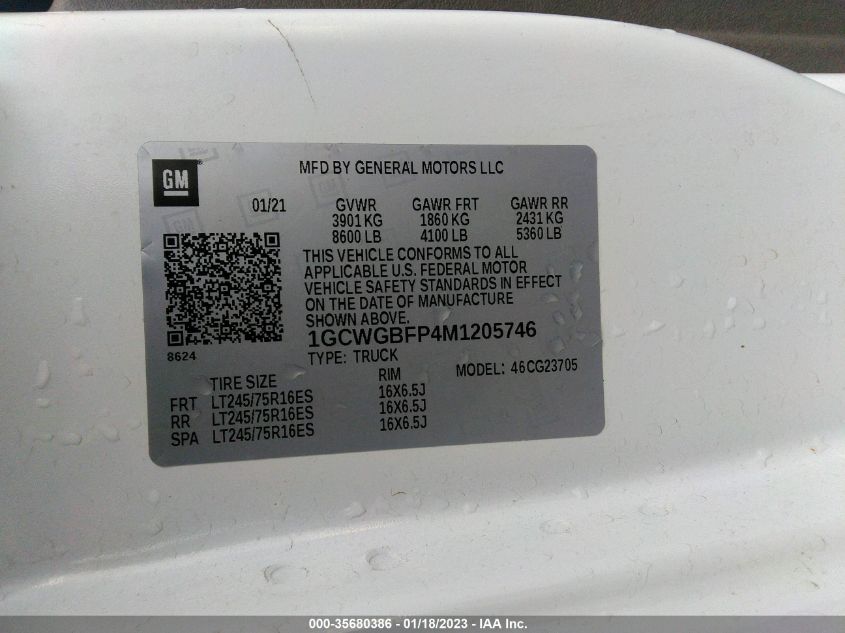 GM
MFD BY GENERAL MOTORS LLC
01/21 GVWR GAWR FRT GAWR RR
3901 KG 1860 KG 2431 KG
8600 LB 4100 LB 5360 LB
THIS VEHICLE CONFORMS TO ALL
APPLICABLE U.S. FEDERAL MOTOR
VEHICLE SAFETY STANDARDS IN EFFECT
ON THE DATE OF MANUFACTURE
SHOWN ABOVE.
1GCWGBFP4M1205746
8624
TYPE: TRUCK MODEL: 46CG23705
TIRE SIZE RIM
FRT LT245/75R16ES 16X6.5J
RR LT245/75R16ES 16X6.5J
SPA LT245/75R16ES 16X6.5J
000-35680386 - 01/18/2023 - IAA Inc.